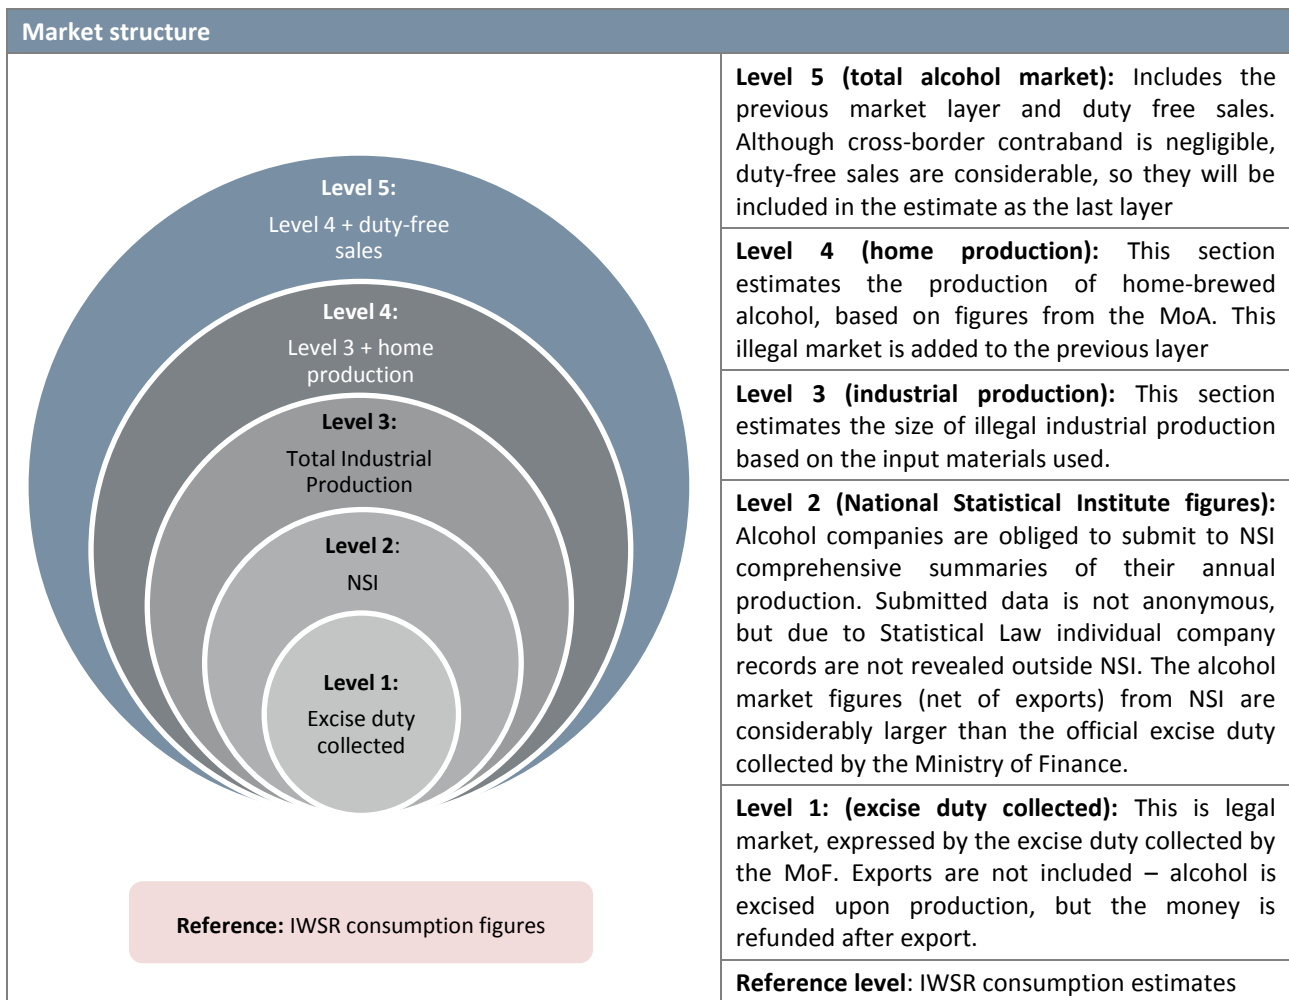 Market structure
Level 5:
Level 4 + duty-free
sales
Level 4:
Level 3 + home
production
Level 3:
Total Industrial
Production
Level 2:
NSI
Level 1:
Excise duty
collected
Reference: IWSR consumption figures
Level 5 (total alcohol market): Includes the
previous market layer and duty free sales.
Although cross-border contraband is negligible,
duty-free sales are considerable, so they will be
included in the estimate as the last layer
Level 4 (home production): This section
estimates the production of home-brewed
alcohol, based on figures from the MoA. This
illegal market is added to the previous layer
Level 3 (industrial production): This section
estimates the size of illegal industrial production
based on the input materials used.
Level 2 (National Statistical Institute figures):
Alcohol companies are obliged to submit to NSI
comprehensive summaries of their annual
production. Submitted data is not anonymous,
but due to Statistical Law individual company
records are not revealed outside NSI. The alcohol
market figures (net of exports) from NSI are
considerably larger than the official excise duty
collected by the Ministry of Finance.
Level 1: (excise duty collected): This is legal
market, expressed by the excise duty collected by
the MoF. Exports are not included – alcohol is
excised upon production, but the money is
refunded after export.
Reference level: IWSR consumption estimates